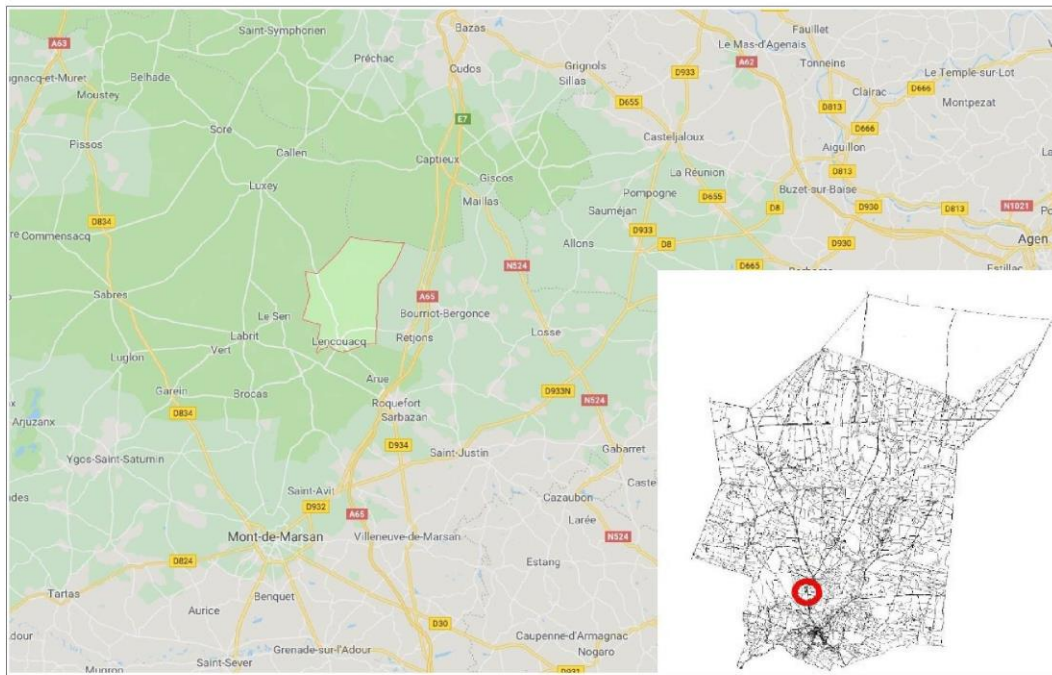 Saint-Symphorien
Bazas
Fauillet
A63
Préchac
Le Mas-d'Agenais
Tonneins
Cudos
Grignols
A62
Le Temple-sur-Lot
ugnacq-et-Muret
Belhade
Sillas
D933
Clairac
D666
Moustey
D655
D813
Montpezat
Sore
E7
D666
Pissos
Callen
Casteljaloux
Aiguillon
Captieux
La Réunion
D813
Luxey
Giscos
Buzet-sur-Baïse
Maillas
Pompogne
D655
D834
Sauméjan
D8
D930
D813
N1021
Commensacq
D933
Allons
D8
D930
Agen
N524
D665
Estillac
Sabres
A65
Le Sen
Bourriot-Bergonce
Labrit
Lencouacq
Retjons
Losse
Luglon
Vert
Arue
Garein
Brocas
Roquefort
D933N
Arjuzanx
D834
Sarbazan
N524
D934
Gabarret
Ygos-Saint-Saturnin
Saint-Justin
Saint-Avit
Cazaubon
D932
A65
Larée
Mont-de-Marsan
Villeneuve-de-Marsan
N524
D824
Estang
Tartas
Benquet
Aurice
D30
Caupenne-d'Armagnac
Grenade-sur-l'Adour
Nogaro
Saint-Sever
D931